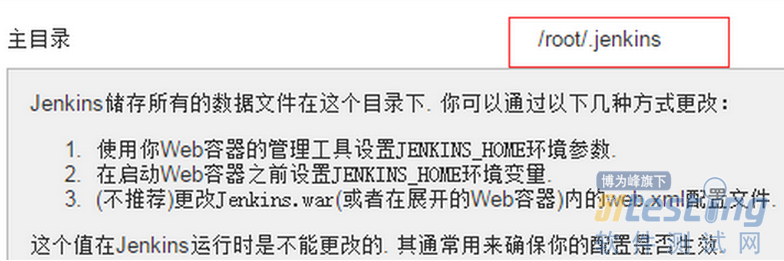 主目录 /root/.jenkins
Jenkins储存所有的数据文件在这个目录下. 你可以通过以下几种方式更改：
1. 使用你Web容器的管理工具设置JENKINS_HOME环境参数.
2. 在启动Web容器之前设置JENKINS_HOME环境变量.
3. (不推荐)更改Jenkins.war(或者在展开的Web容器)内的web.xml配置文件.
这个值在Jenkins运行时是不能更改的. 其通常用来确保你的配置是否生效.
博为峰旗下
51testing
软件测试网